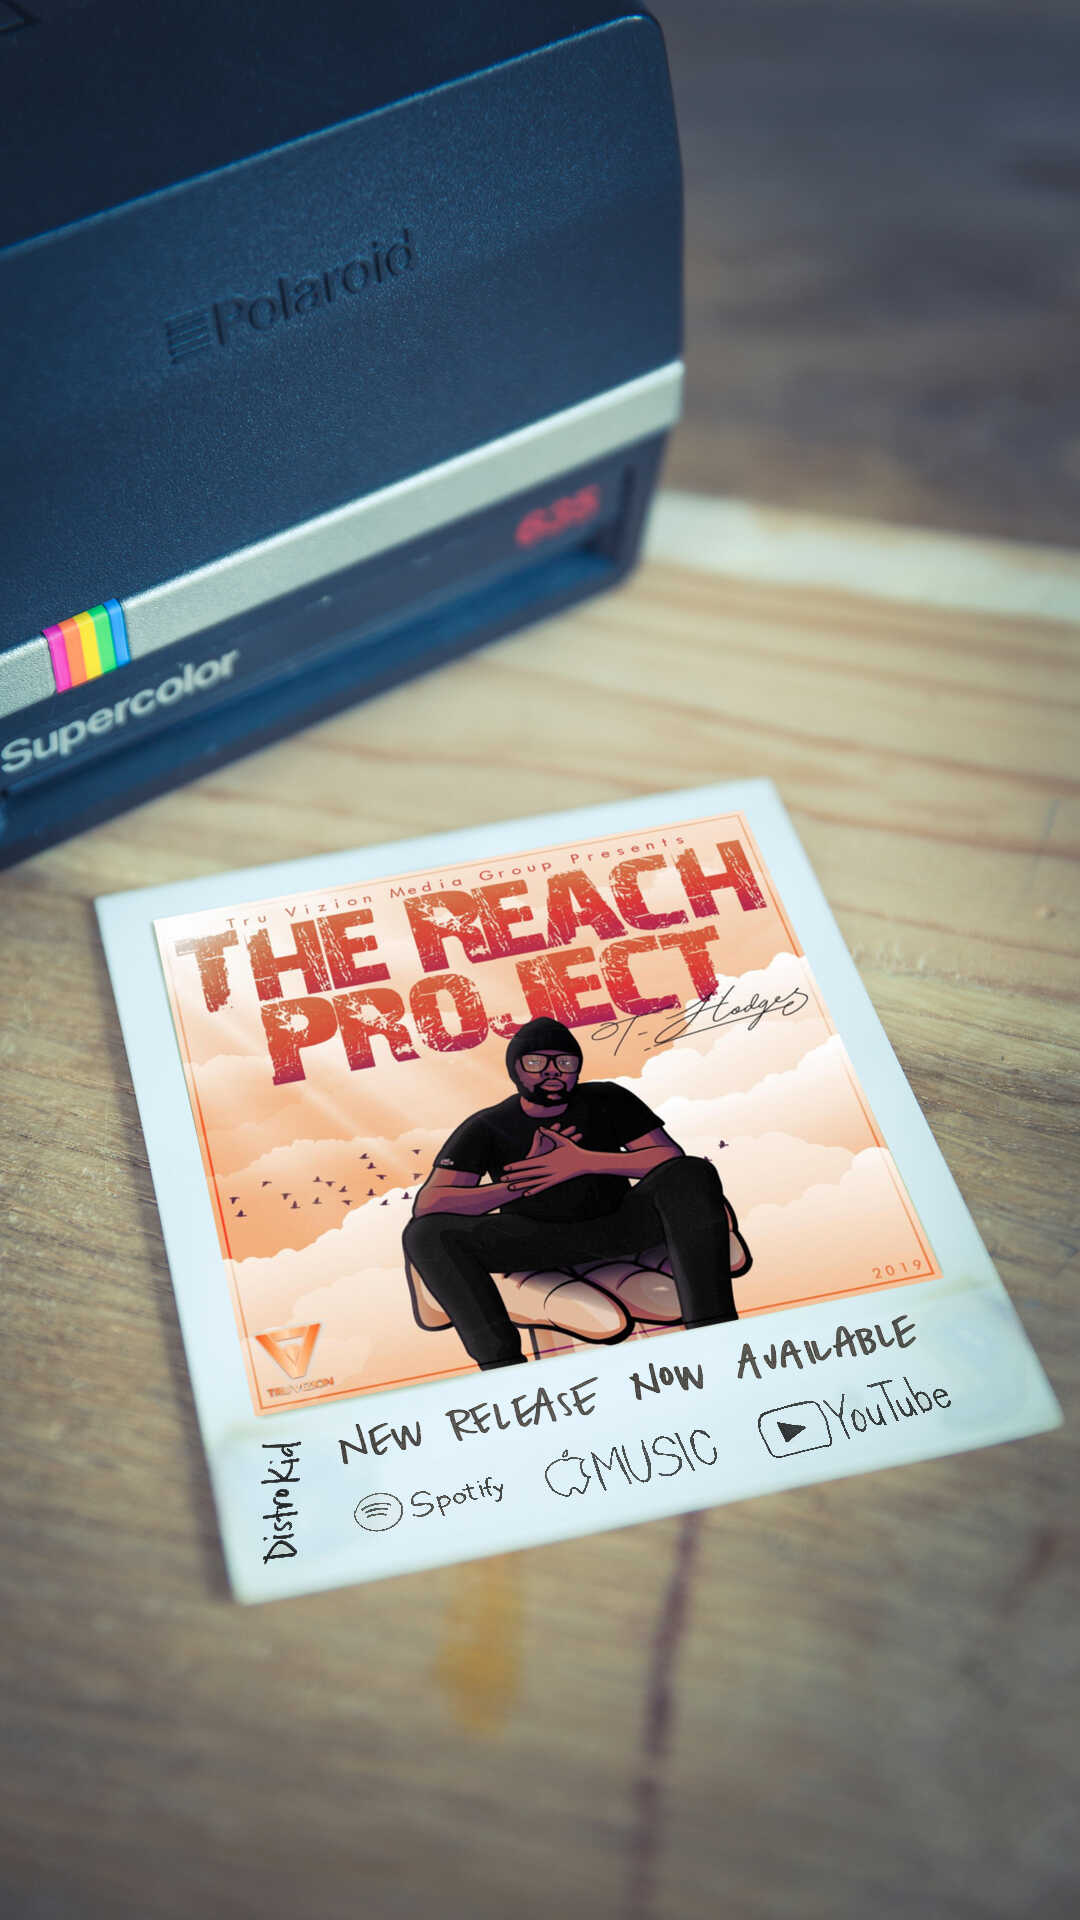 Polaroid
635
Supercolor
Tru Vizion Media Group Presents
THE REACH
PROJECT
T. Hodges
2019
TRUVIZION
NEW RELEASE NOW AVAILABLE
DistroKid
Spotify
MUSIC
YouTube